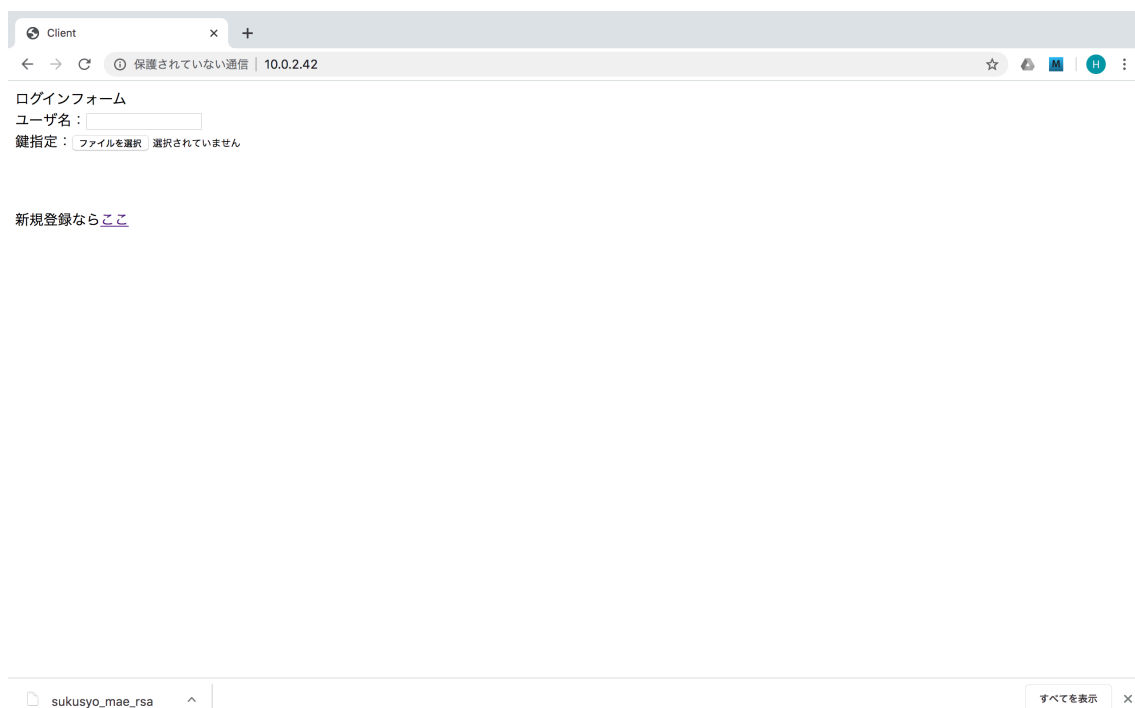 Client
保護されていない通信 | 10.0.2.42
M
H
ログインフォーム
ユーザ名：
鍵指定： ファイルを選択 選択されていません
新規登録ならここ
sukusyo_mae_rsa
すべてを表示